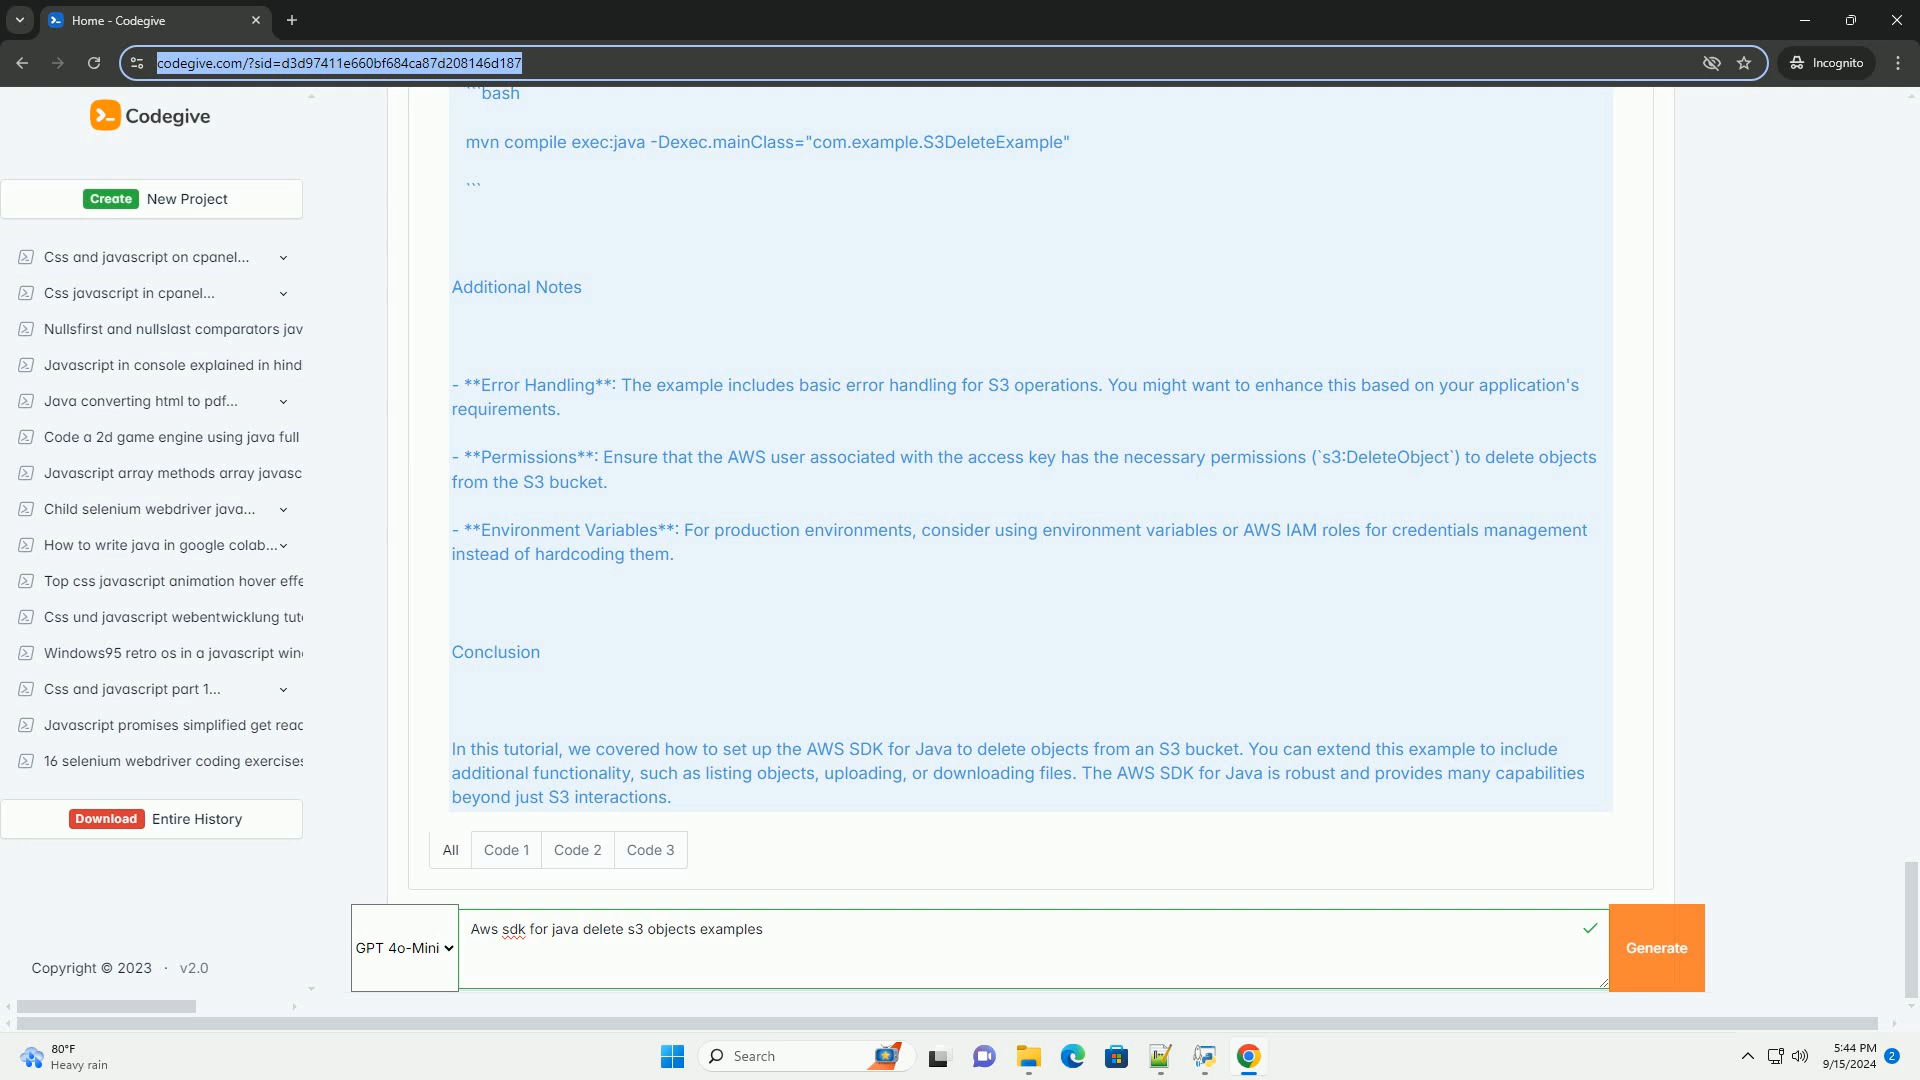 Home - Codegive
codegive.com/?sid=d3d97411e660bf684ca87d208146d187
Incognito
Codegive
Create New Project
Css and javascript on cpanel...
Css javascript in cpanel...
Nullsfirst and nullslast comparators jav
Javascript in console explained in hind
Java converting html to pdf...
Code a 2d game engine using java full
Javascript array methods array javasc
Child selenium webdriver java...
How to write java in google colab...
Top css javascript animation hover effe
Css und javascript webentwicklung tuto
Windows95 retro os in a javascript wind
Css and javascript part 1...
Javascript promises simplified get reac
16 selenium webdriver coding exercises
Download Entire History
Copyright © 2023 · v2.0
```bash
mvn compile exec:java -Dexec.mainClass="com.example.S3DeleteExample"
```
Additional Notes
- **Error Handling**: The example includes basic error handling for S3 operations. You might want to enhance this based on your application's
requirements.
- **Permissions**: Ensure that the AWS user associated with the access key has the necessary permissions (`s3:DeleteObject`) to delete objects
from the S3 bucket.
- **Environment Variables**: For production environments, consider using environment variables or AWS IAM roles for credentials management
instead of hardcoding them.
Conclusion
In this tutorial, we covered how to set up the AWS SDK for Java to delete objects from an S3 bucket. You can extend this example to include
additional functionality, such as listing objects, uploading, or downloading files. The AWS SDK for Java is robust and provides many capabilities
beyond just S3 interactions.
All Code 1 Code 2 Code 3
GPT 4o-Mini
Aws sdk for java delete s3 objects examples
Generate
80°F
Heavy rain
Search
5:44 PM
9/15/2024
2